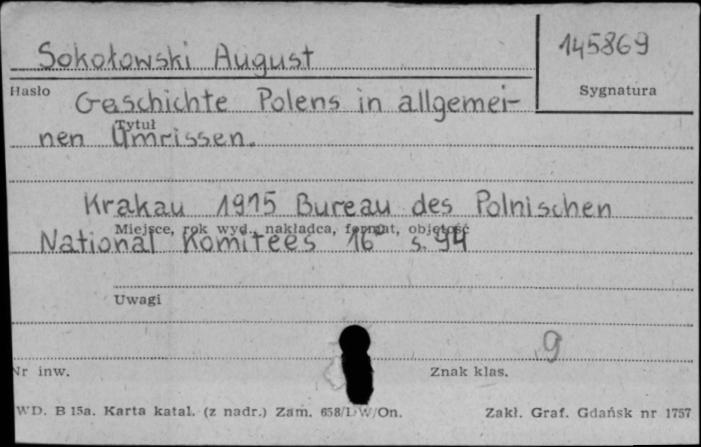 Sokołowski August
145869
Hasło
Sygnatura
Geschichte Polens in allgemei-
Tytuł
nen Umrissen.
Krakau 1915 Bureau des Polnischen
Miejsce, rok wyd., nakładca, format, objętość
National Komitees 16° s. 94
Uwagi
9
Nr inw.
Znak klas.
WD. B 15a. Karta katal. (z nadr.) Zam. 658/LW/On.
Zakł. Graf. Gdańsk nr 1757